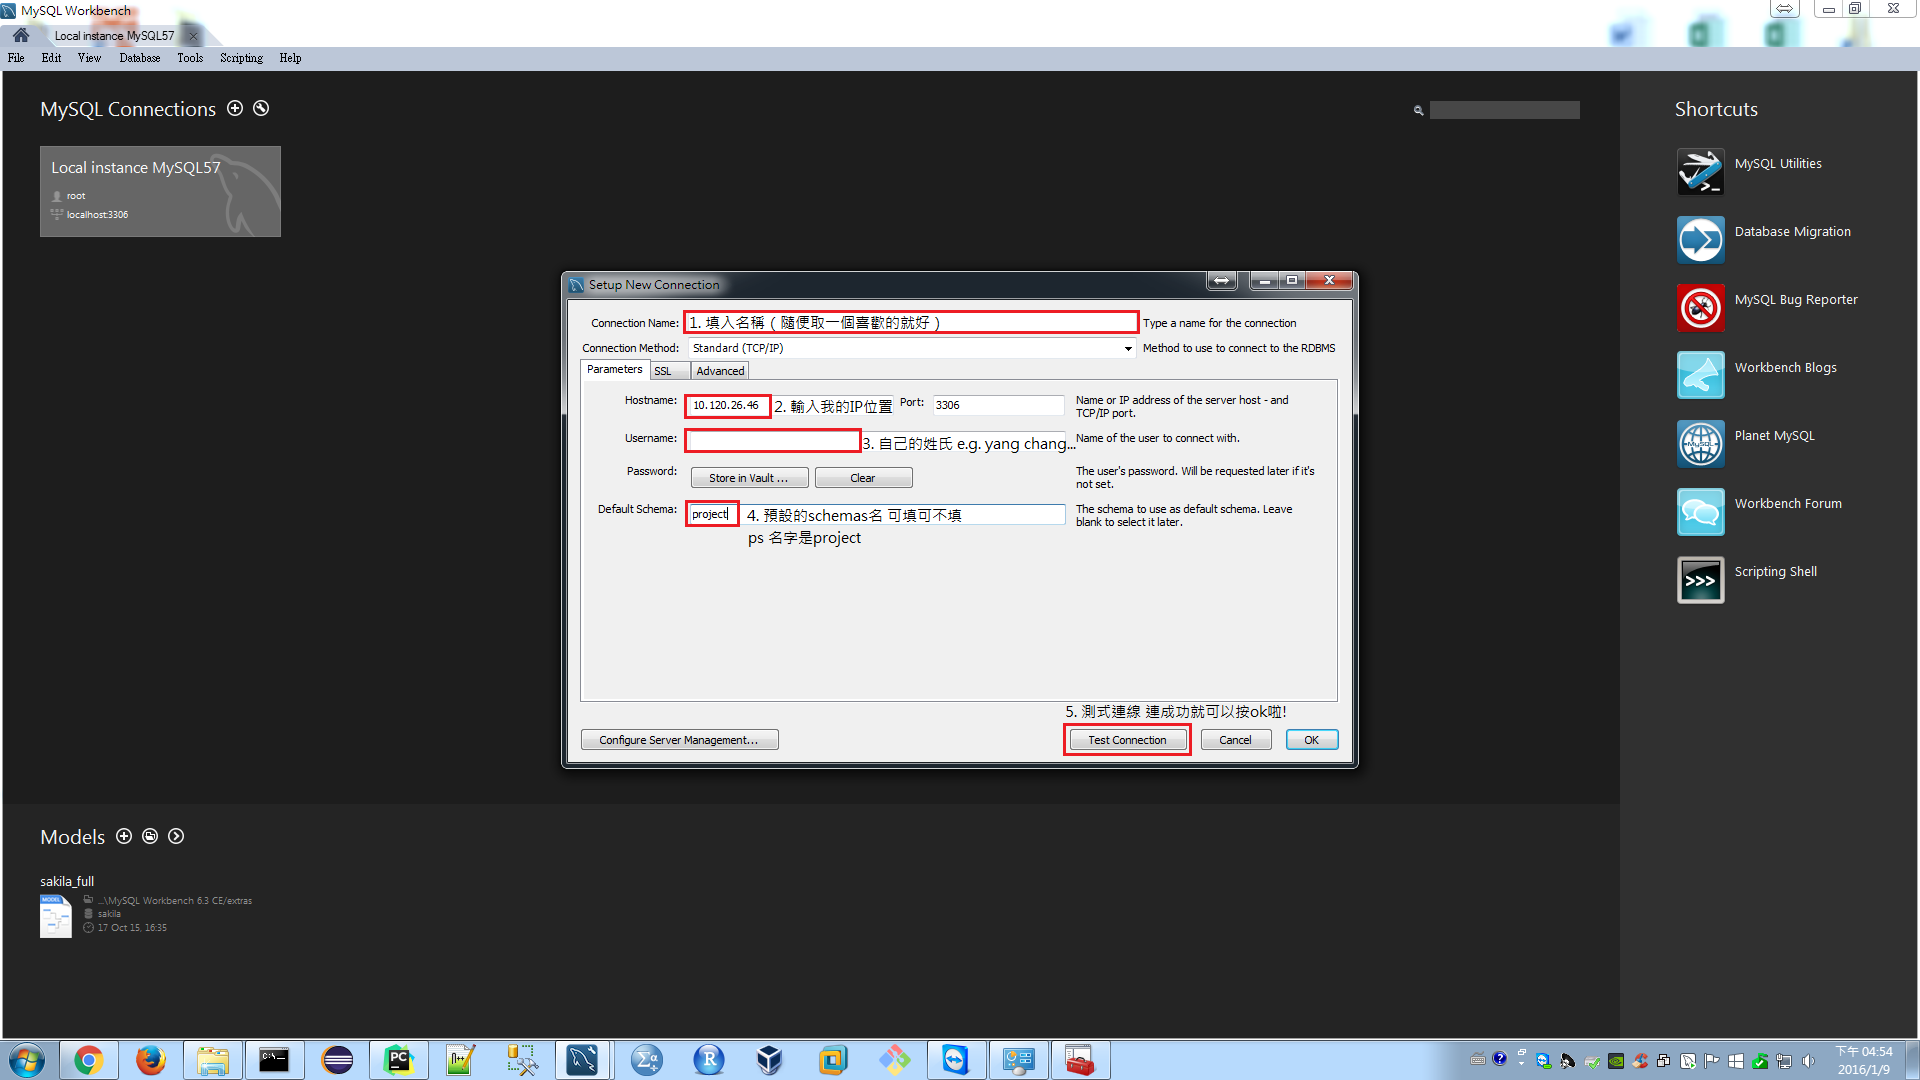 MySQL Workbench
Local instance MySQL57
File Edit View Database Tools Scripting Help
MySQL Connections
Local instance MySQL57
root
localhost:3306
Shortcuts
MySQL Utilities
Database Migration
MySQL Bug Reporter
Workbench Blogs
Planet MySQL
Workbench Forum
Scripting Shell
Setup New Connection
Connection Name: 1. 填入名稱 ( 隨便取一個喜歡的就好 ) Type a name for the connection
Connection Method: Standard (TCP/IP) Method to use to connect to the RDBMS
Parameters SSL Advanced
Hostname: 10.120.26.46 2. 輸入我的IP位置 Port: 3306 Name or IP address of the server host - and
TCP/IP port.
Username: 3. 自己的姓氏 e.g. yang chang... Name of the user to connect with.
Password: Store in Vault ... Clear The user's password. Will be requested later if it's
not set.
Default Schema: project 4. 預設的schemas名 可填可不填 The schema to use as default schema. Leave
blank to select it later.
ps 名字是project
5. 測式連線 連成功就可以按ok啦!
Configure Server Management... Test Connection Cancel OK
Models
sakila_full
MODEL
...\MySQL Workbench 6.3 CE/extras
sakila
17 Oct 15, 16:35
下午 04:54
2016/1/9